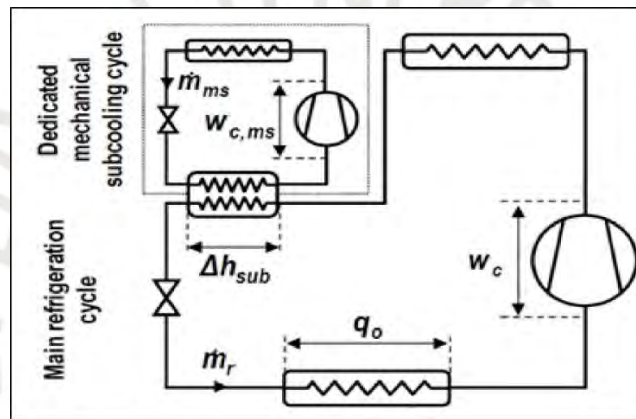 Dedicated
mechanical
subcooling cycle
ṁms
wc,ms
Δhsub
Main refrigeration
cycle
wc
qo
ṁr